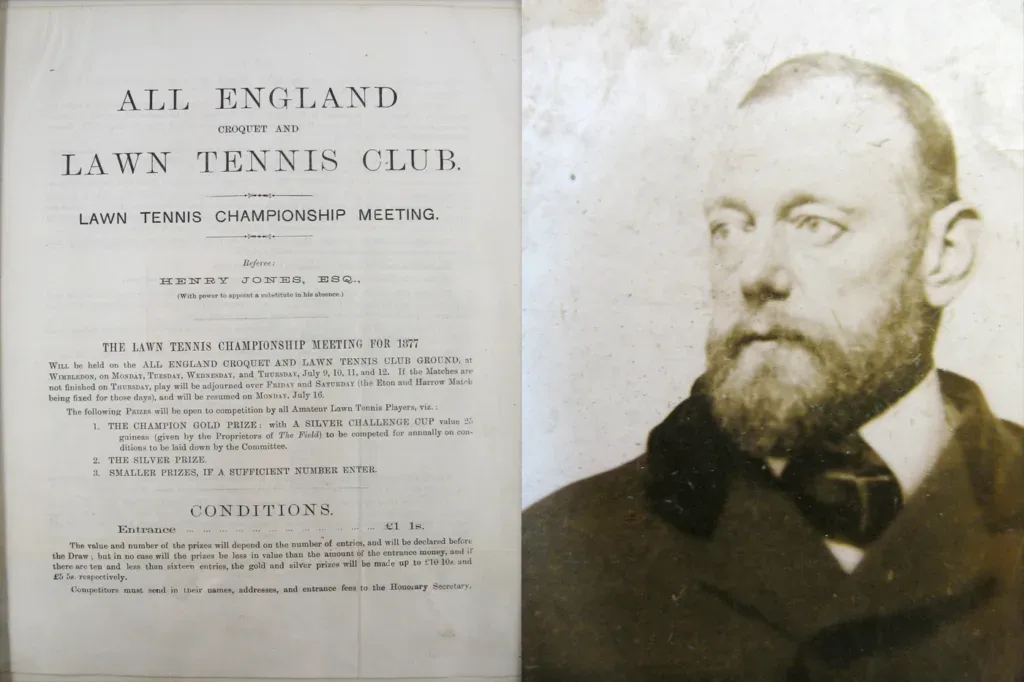 ALL ENGLAND
CROQUET AND
LAWN TENNIS CLUB.
LAWN TENNIS CHAMPIONSHIP MEETING.
Referee:
HENRY JONES, ESQ.,
(With power to appoint a substitute in his absence.)
THE LAWN TENNIS CHAMPIONSHIP MEETING FOR 1877
WILL be held on the ALL ENGLAND CROQUET AND LAWN TENNIS CLUB GROUND, at
WIMBLEDON, on MONDAY, TUESDAY, WEDNESDAY, and THURSDAY, July 9, 10, 11, and 12. If the Matches are
not finished on THURSDAY, play will be adjourned over FRIDAY and SATURDAY (the Eton and Harrow Match
being fixed for those days), and will be resumed on MONDAY, July 16.
The following PRIZES will be open to competition by all Amateur Lawn Tennis Players, viz.:
1. THE CHAMPION GOLD PRIZE: with A SILVER CHALLENGE CUP value 25
guineas (given by the Proprietors of The Field) to be competed for annually on con-
ditions to be laid down by the Committee.
2. THE SILVER PRIZE.
3. SMALLER PRIZES, IF A SUFFICIENT NUMBER ENTER.
CONDITIONS.
Entrance ... ... ... ... ... ... ... ... ... ... £1 1s.
The value and number of the prizes will depend on the number of entries, and will be declared before
the Draw; but in no case will the prizes be less in value than the amount of the entrance money, and if
there are ten and less than sixteen entries, the gold and silver prizes will be made up to £10 10s. and
£5 5s. respectively.
Competitors must send in their names, addresses, and entrance fees to the Honorary Secretary.